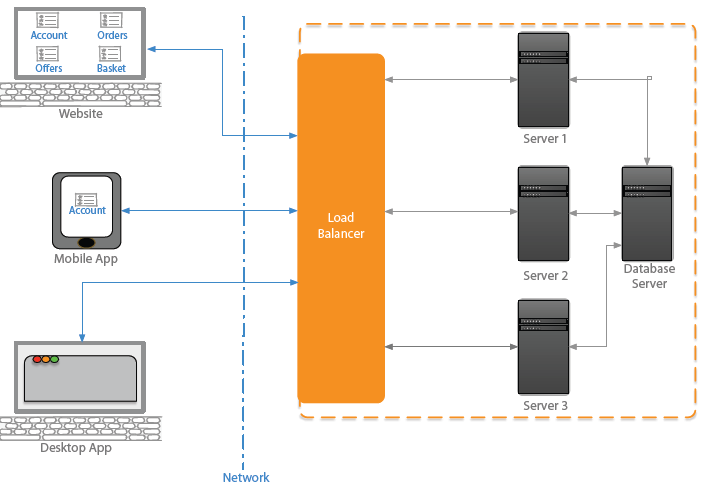 Account
Orders
Offers
Basket
Website
Account
Mobile App
Desktop App
Network
Load
Balancer
Server 1
Server 2
Server 3
Database
Server